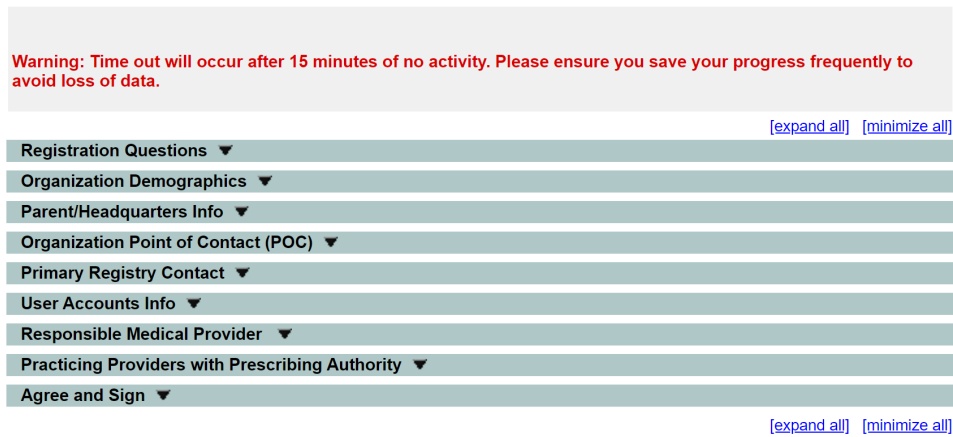 Warning: Time out will occur after 15 minutes of no activity. Please ensure you save your progress frequently to
avoid loss of data.
[expand all] [minimize all]
Registration Questions
Organization Demographics
Parent/Headquarters Info
Organization Point of Contact (POC)
Primary Registry Contact
User Accounts Info
Responsible Medical Provider
Practicing Providers with Prescribing Authority
Agree and Sign
[expand all] [minimize all]